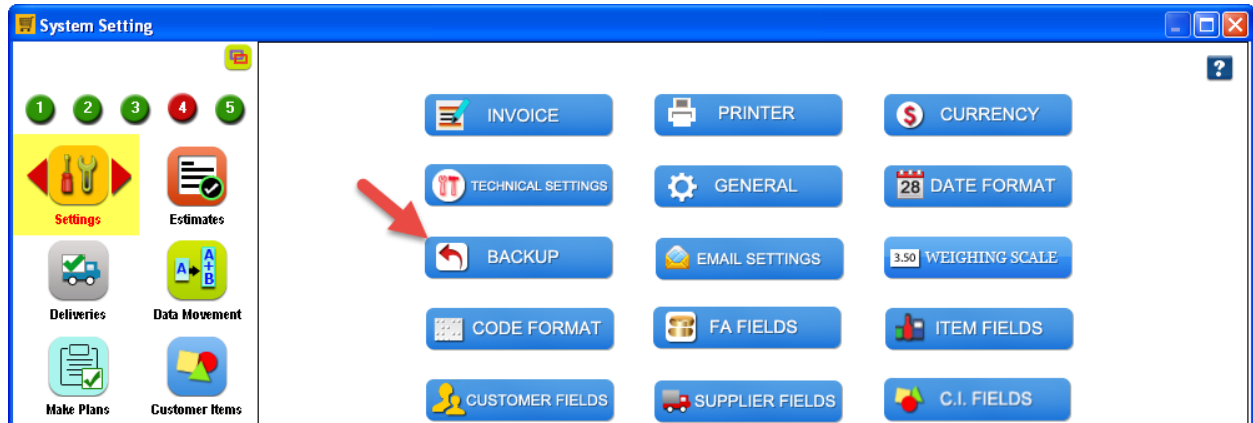 System Setting
?
1 2 3 4 5
INVOICE
PRINTER
$ CURRENCY
Settings
Estimates
TECHNICAL SETTINGS
GENERAL
28 DATE FORMAT
A A+B
Deliveries
Data Movement
BACKUP
EMAIL SETTINGS
3.50 WEIGHING SCALE
CODE FORMAT
FA FIELDS
ITEM FIELDS
Make Plans
Customer Items
CUSTOMER FIELDS
SUPPLIER FIELDS
C.I. FIELDS